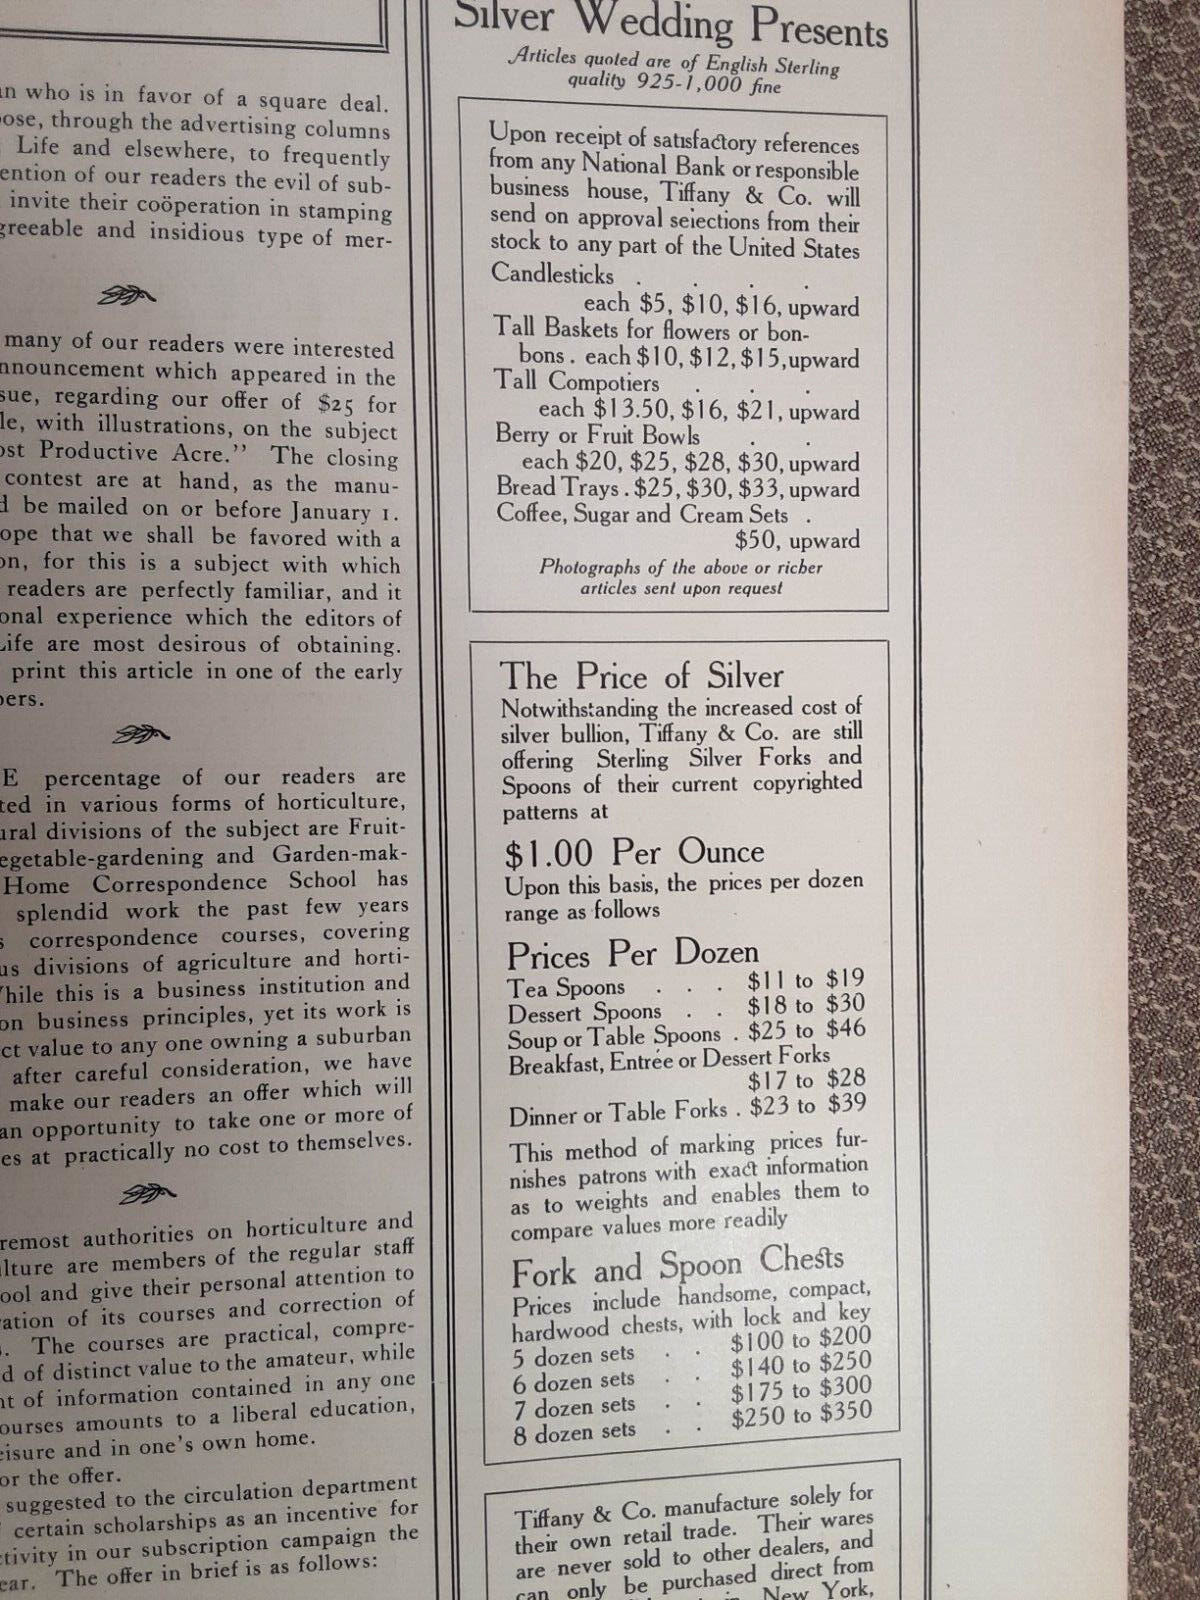 an who is in favor of a square deal.
ose, through the advertising columns
Life and elsewhere, to frequently
ention of our readers the evil of sub-
invite their coöperation in stamping
greeable and insidious type of mer-
many of our readers were interested
nnouncement which appeared in the
sue, regarding our offer of $25 for
le, with illustrations, on the subject
ost Productive Acre.” The closing
contest are at hand, as the manu-
d be mailed on or before January 1.
ope that we shall be favored with a
on, for this is a subject with which
readers are perfectly familiar, and it
onal experience which the editors of
Life are most desirous of obtaining.
print this article in one of the early
bers.
E percentage of our readers are
ted in various forms of horticulture,
ural divisions of the subject are Fruit-
egetable-gardening and Garden-mak-
Home Correspondence School has
splendid work the past few years
s correspondence courses, covering
us divisions of agriculture and horti-
While this is a business institution and
on business principles, yet its work is
ct value to any one owning a suburban
after careful consideration, we have
make our readers an offer which will
an opportunity to take one or more of
es at practically no cost to themselves.
remost authorities on horticulture and
ulture are members of the regular staff
ool and give their personal attention to
ration of its courses and correction of
s. The courses are practical, compre-
d of distinct value to the amateur, while
nt of information contained in any one
ourses amounts to a liberal education,
eisure and in one’s own home.
or the offer.
suggested to the circulation department
certain scholarships as an incentive for
ctivity in our subscription campaign the
ear. The offer in brief is as follows:
Silver Wedding Presents
Articles quoted are of English Sterling
quality 925-1,000 fine
Upon receipt of satisfactory references
from any National Bank or responsible
business house, Tiffany & Co. will
send on approval selections from their
stock to any part of the United States
Candlesticks . . . .
each $5, $10, $16, upward
Tall Baskets for flowers or bon-
bons . each $10, $12, $15, upward
Tall Compotiers . . .
each $13.50, $16, $21, upward
Berry or Fruit Bowls . .
each $20, $25, $28, $30, upward
Bread Trays . $25, $30, $33, upward
Coffee, Sugar and Cream Sets .
$50, upward
Photographs of the above or richer
articles sent upon request
The Price of Silver
Notwithstanding the increased cost of
silver bullion, Tiffany & Co. are still
offering Sterling Silver Forks and
Spoons of their current copyrighted
patterns at
$1.00 Per Ounce
Upon this basis, the prices per dozen
range as follows
Prices Per Dozen
Tea Spoons . . . $11 to $19
Dessert Spoons . . $18 to $30
Soup or Table Spoons . $25 to $46
Breakfast, Entrée or Dessert Forks
$17 to $28
Dinner or Table Forks . $23 to $39
This method of marking prices fur-
nishes patrons with exact information
as to weights and enables them to
compare values more readily
Fork and Spoon Chests
Prices include handsome, compact,
hardwood chests, with lock and key
5 dozen sets . . $100 to $200
6 dozen sets . . $140 to $250
7 dozen sets . . $175 to $300
8 dozen sets . . $250 to $350
Tiffany & Co. manufacture solely for
their own retail trade. Their wares
are never sold to other dealers, and
can only be purchased direct from
in New York,